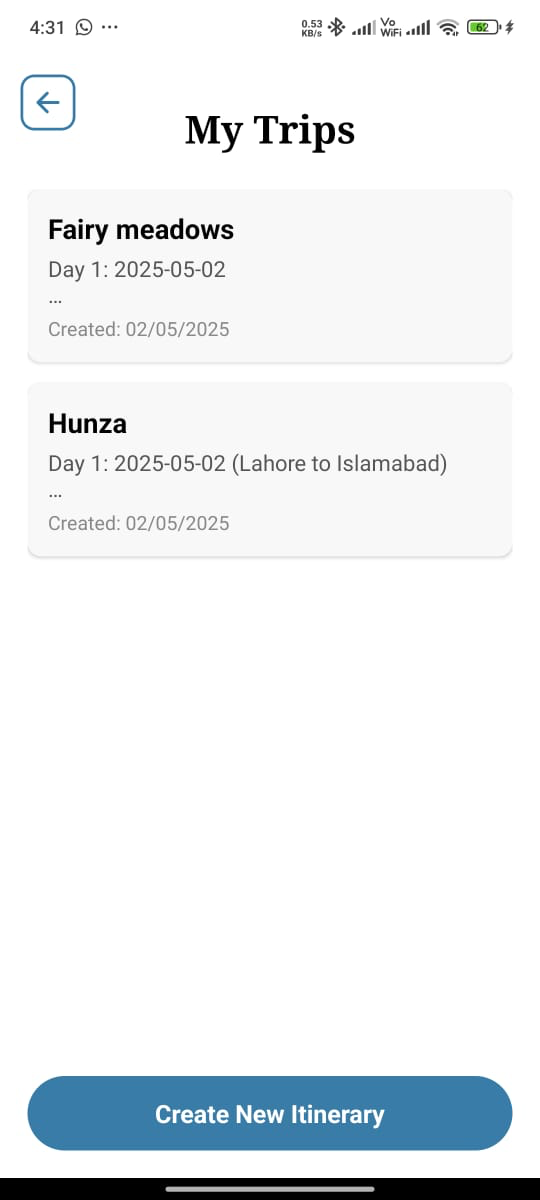 4:31 ...
0.53 KB/s Vo WiFi 62
My Trips
Fairy meadows
Day 1: 2025-05-02
...
Created: 02/05/2025
Hunza
Day 1: 2025-05-02 (Lahore to Islamabad)
...
Created: 02/05/2025
Create New Itinerary